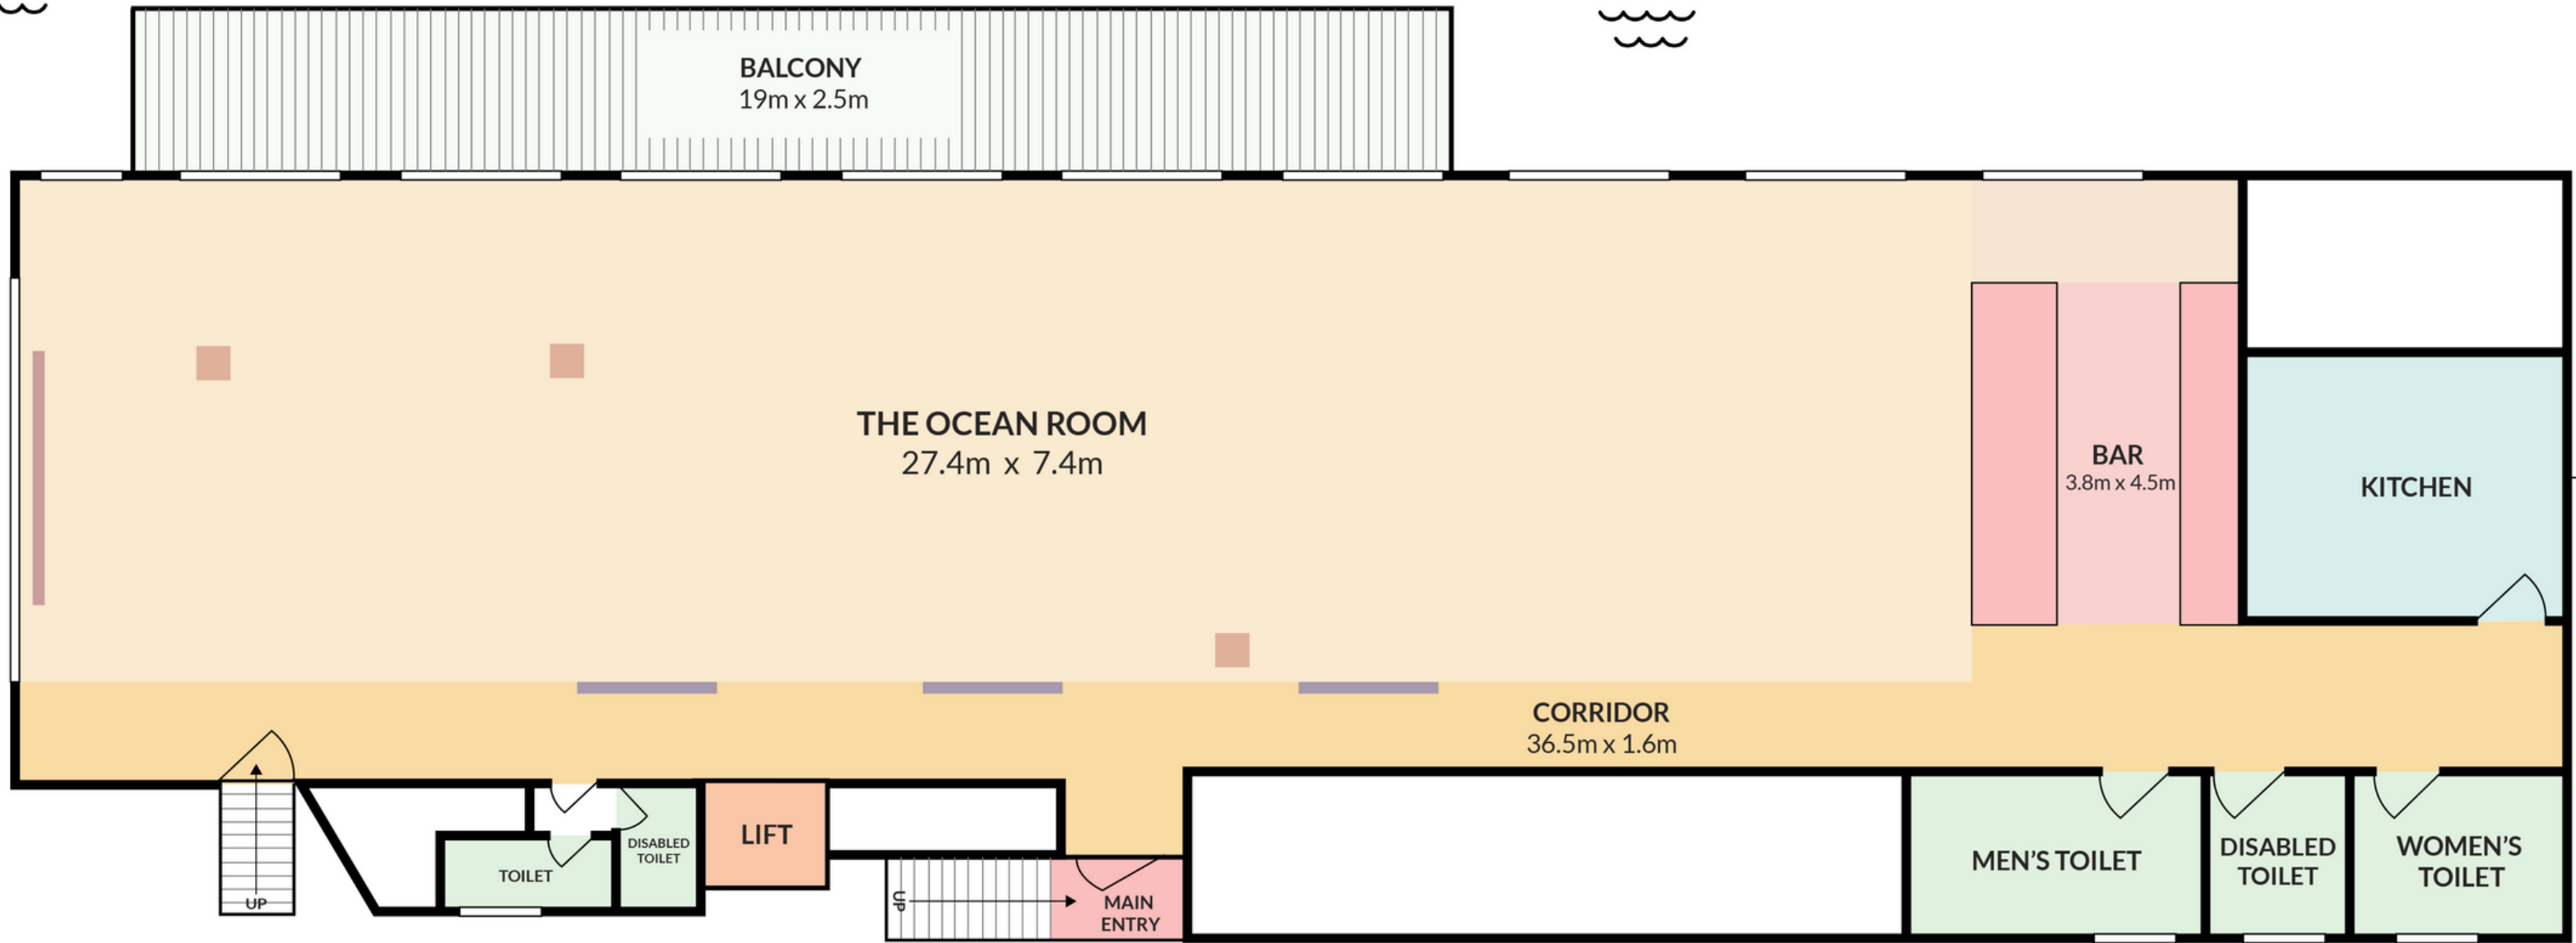 BALCONY
19m x 2.5m
THE OCEAN ROOM
27.4m x 7.4m
BAR
3.8m x 4.5m
KITCHEN
CORRIDOR
36.5m x 1.6m
UP
TOILET
DISABLED
TOILET
LIFT
UP
MAIN
ENTRY
MEN'S TOILET
DISABLED
TOILET
WOMEN'S
TOILET